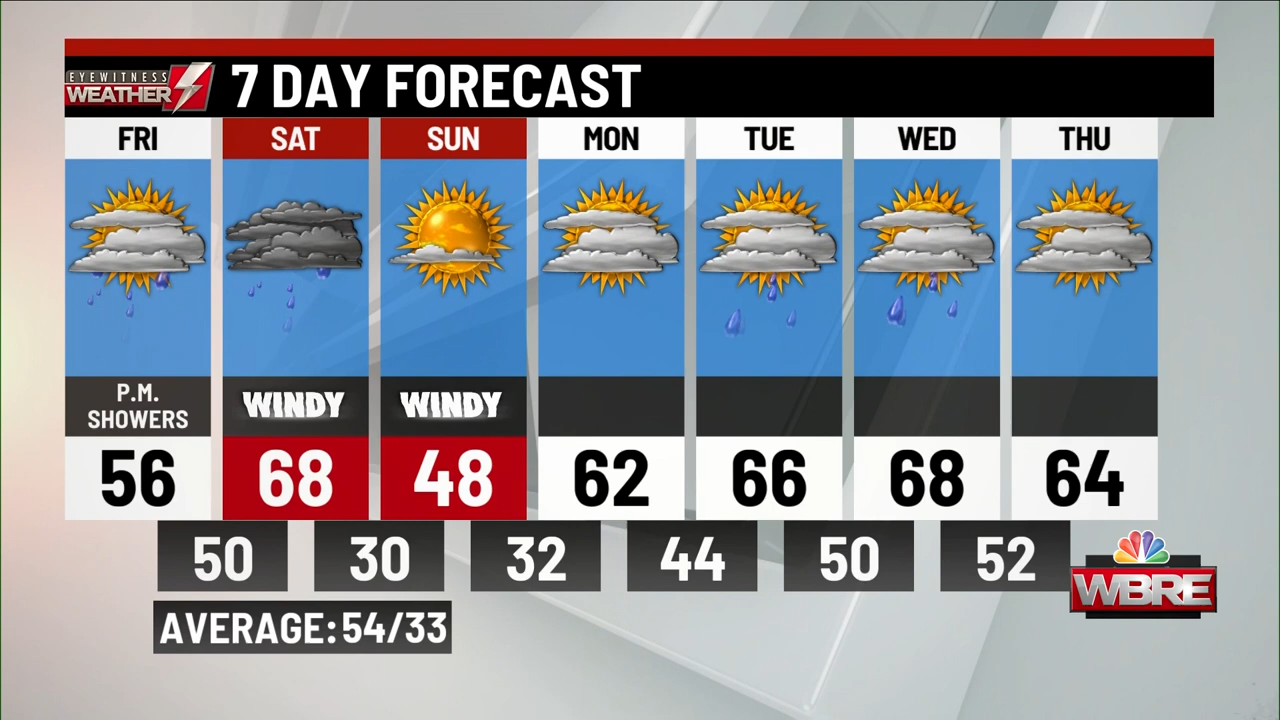 EYEWITNESS
WEATHER
7 DAY FORECAST
FRI SAT SUN MON TUE WED THU
P.M.
SHOWERS
WINDY WINDY
56 68 48 62 66 68 64
50 30 32 44 50 52
WBRE
AVERAGE: 54/33